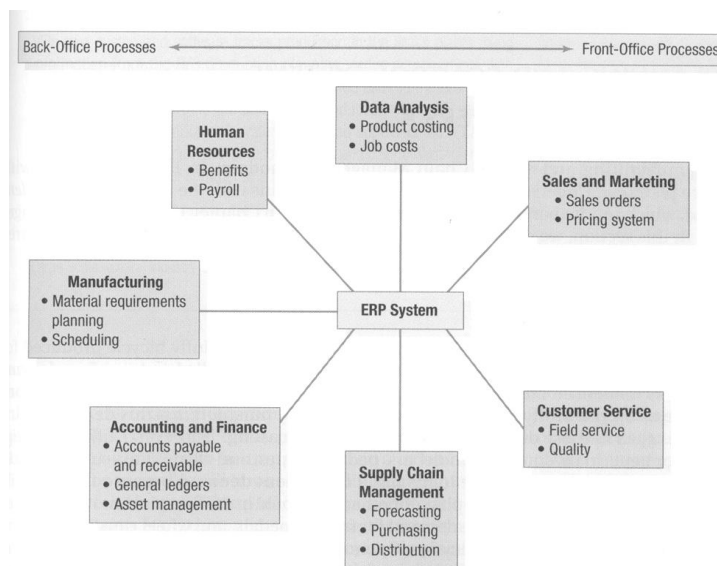 Back-Office Processes
Front-Office Processes
Data Analysis
• Product costing
• Job costs
Human
Resources
• Benefits
• Payroll
Sales and Marketing
• Sales orders
• Pricing system
Manufacturing
• Material requirements
planning
• Scheduling
ERP System
Accounting and Finance
• Accounts payable
and receivable
• General ledgers
• Asset management
Customer Service
• Field service
• Quality
Supply Chain
Management
• Forecasting
• Purchasing
• Distribution